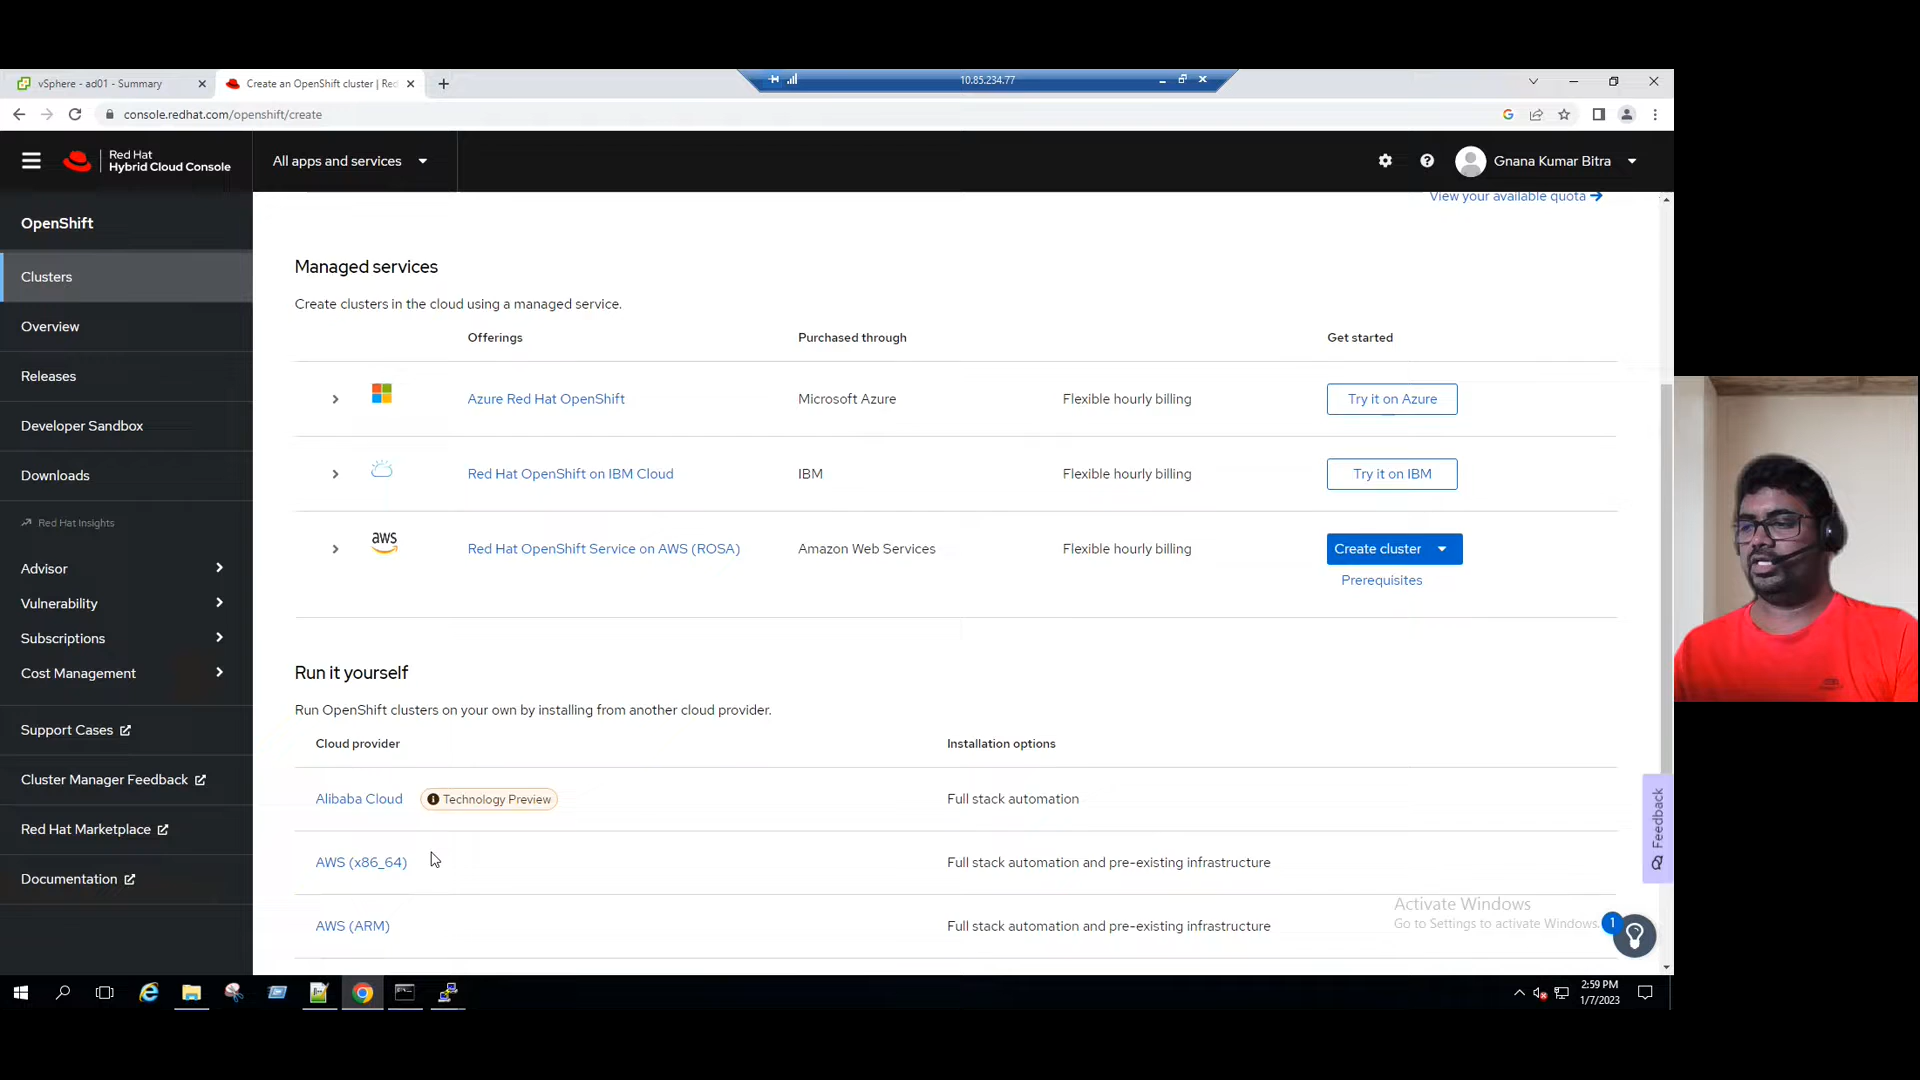 vSphere - ad01 - Summary
Create an OpenShift cluster | Red
10.85.234.77
console.redhat.com/openshift/create
Red Hat
Hybrid Cloud Console
All apps and services
Gnana Kumar Bitra
OpenShift
Clusters
Overview
Releases
Developer Sandbox
Downloads
Red Hat Insights
Advisor
Vulnerability
Subscriptions
Cost Management
Support Cases
Cluster Manager Feedback
Red Hat Marketplace
Documentation
View your available quota
Managed services
Create clusters in the cloud using a managed service.
Offerings Purchased through Get started
Azure Red Hat OpenShift Microsoft Azure Flexible hourly billing Try it on Azure
Red Hat OpenShift on IBM Cloud IBM Flexible hourly billing Try it on IBM
aws Red Hat OpenShift Service on AWS (ROSA) Amazon Web Services Flexible hourly billing Create cluster
Prerequisites
Run it yourself
Run OpenShift clusters on your own by installing from another cloud provider.
Cloud provider Installation options
Alibaba Cloud Technology Preview Full stack automation
AWS (x86_64) Full stack automation and pre-existing infrastructure
AWS (ARM) Full stack automation and pre-existing infrastructure
Feedback
Activate Windows
Go to Settings to activate Windows.
1
2:59 PM
1/7/2023